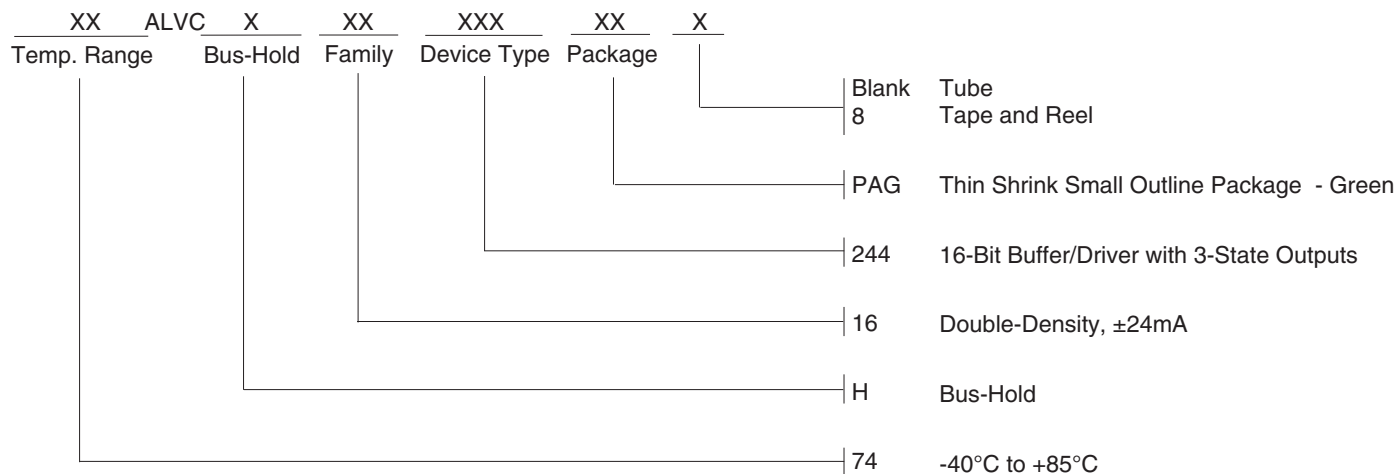 XX ALVC X XX XXX XX X
Temp. Range Bus-Hold Family Device Type Package
Blank Tube
8 Tape and Reel
PAG Thin Shrink Small Outline Package - Green
244 16-Bit Buffer/Driver with 3-State Outputs
16 Double-Density, ±24mA
H Bus-Hold
74 -40°C to +85°C